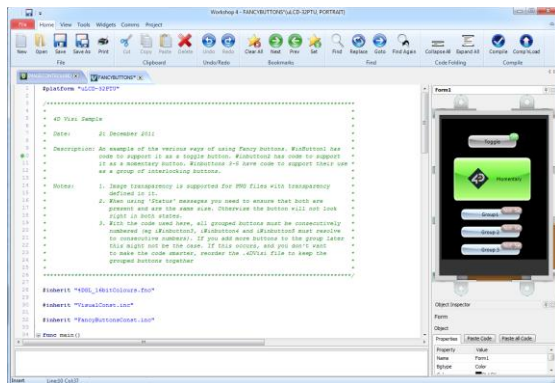 Workshop 4 - FANCYBUTTONS*(uLCD-32PTU, PORTRAIT)
File Home View Tools Widgets Comms Project
New Open Save Save As Print Cut Copy Paste Delete Undo Redo Clear All Next Prev Find Replace Goto Find Again Collapse All Expand All Compile Comp'nLoad
File Clipboard Undo/Redo Bookmarks Find Code Folding Compile
FANCYBUTTONS* x
#platform "uLCD-32PTU"
4D Visi Sample
Date: 2: December 2011
Description: An example of the various ways of using Fancy buttons. WinButton1 has
code to support it as a toggle button. Winbutton2 has code to support
it as a momentary button. Winbuttons 3-5 have code to support their use
as a group of interlocking buttons.
Notes: 1. Image transparency is supported for PNG files with transparency
defined in it.
2. When using 'Status' messages you need to ensure that both are
present and are the same size. Otherwise the button will not look
right in both states.
3. With the code used here, all grouped buttons must be consecutively
numbered (eg iWinbutton3, iWinbutton4 and iWinbutton5 must resolve
to consecutive numbers). If you add more buttons to the group later
this might not be the case. If this occurs, and you don't want
to make the code smarter, reorder the .4DVisi file to keep the
grouped buttons together
#inherit "4DGL_16bitColours.fnc"
#inherit "VisualConst.inc"
#inherit "FancyButtonsConst.inc"
func main()
Form1
Toggle
4D Momentary
Group1
Group 2
Group 3
Object Inspector
Form
Object
Properties Paste Code Paste all Code
Property Value
Name Form1
Bgtype Color
Insert